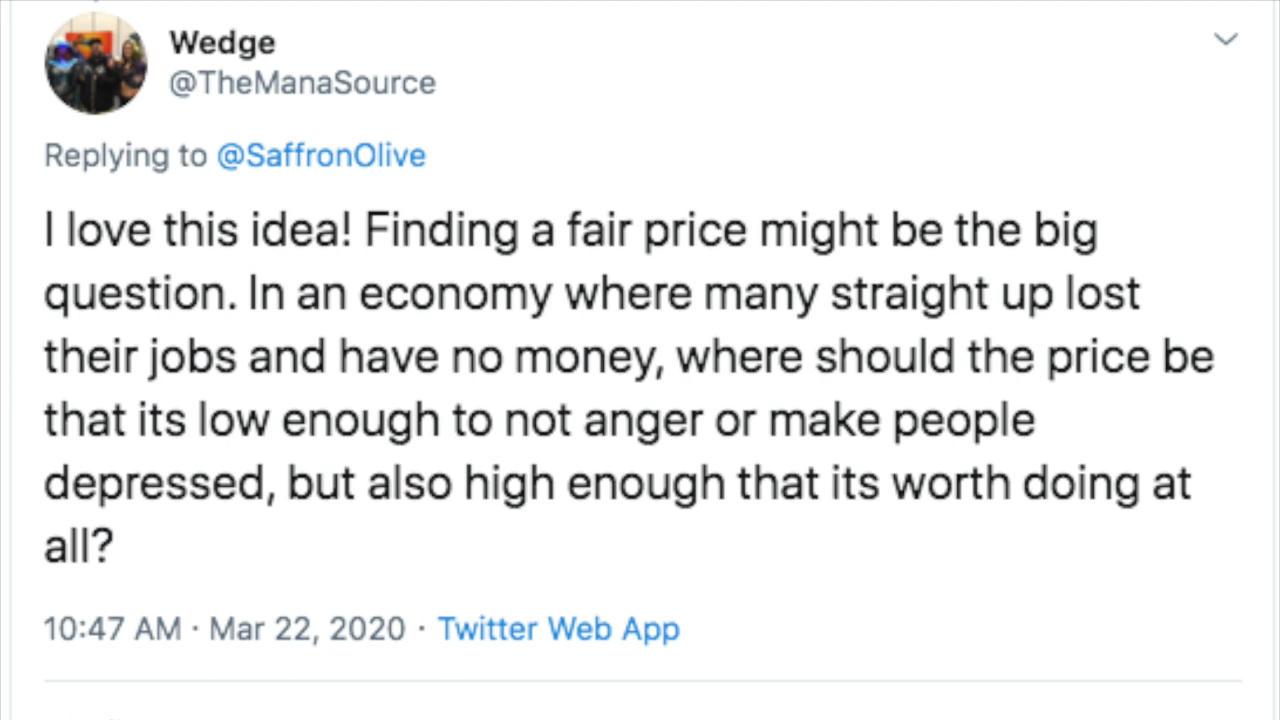 Wedge
@TheManaSource
Replying to @SaffronOlive
I love this idea! Finding a fair price might be the big
question. In an economy where many straight up lost
their jobs and have no money, where should the price be
that its low enough to not anger or make people
depressed, but also high enough that its worth doing at
all?
10:47 AM · Mar 22, 2020 · Twitter Web App